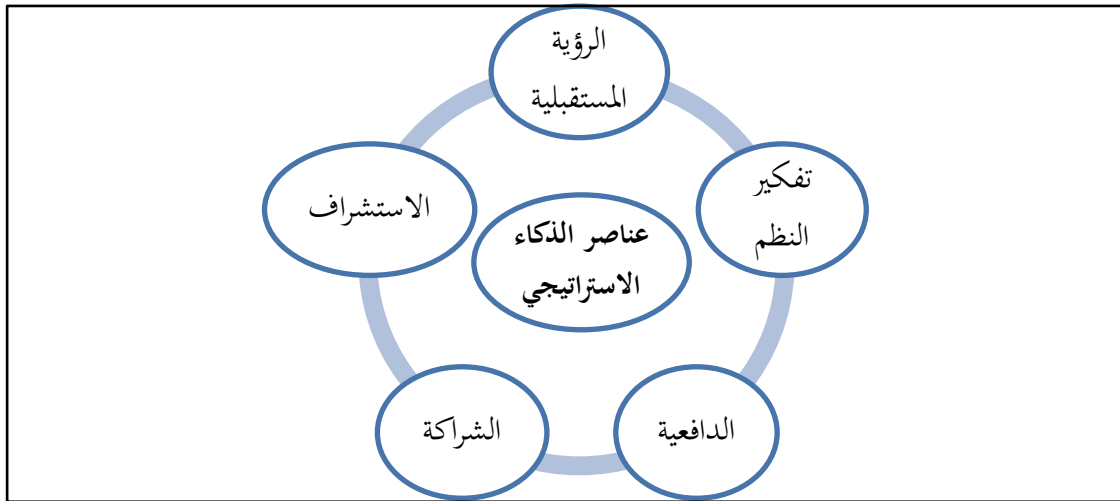 الرؤية
المستقبلية
تفكير
النظم
الاستشراف
عناصر الذكاء
الاستراتيجي
الشراكة
الدافعية